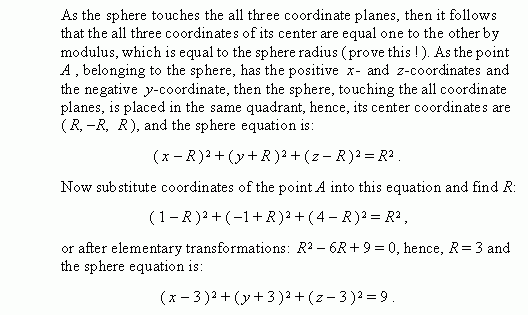 As the sphere touches the all three coordinate planes, then it follows
that the all three coordinates of its center are equal one to the other by
modulus, which is equal to the sphere radius ( prove this ! ). As the point
A , belonging to the sphere, has the positive x- and z-coordinates and
the negative y-coordinate, then the sphere, touching the all coordinate
planes, is placed in the same quadrant, hence, its center coordinates are
( R, −R, R ), and the sphere equation is:
( x − R )² + ( y + R )² + ( z − R )² = R² .
Now substitute coordinates of the point A into this equation and find R:
( 1 − R )² + ( −1 + R )² + ( 4 − R )² = R² ,
or after elementary transformations: R² − 6R + 9 = 0, hence, R = 3 and
the sphere equation is:
( x − 3 )² + ( y + 3 )² + ( z − 3 )² = 9 .